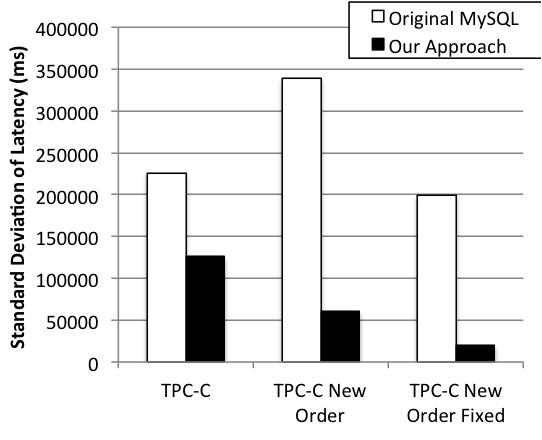 Original MySQL
Our Approach
Standard Deviation of Latency (ms)
400000
350000
300000
250000
200000
150000
100000
50000
0
TPC-C
TPC-C New
Order
TPC-C New
Order Fixed